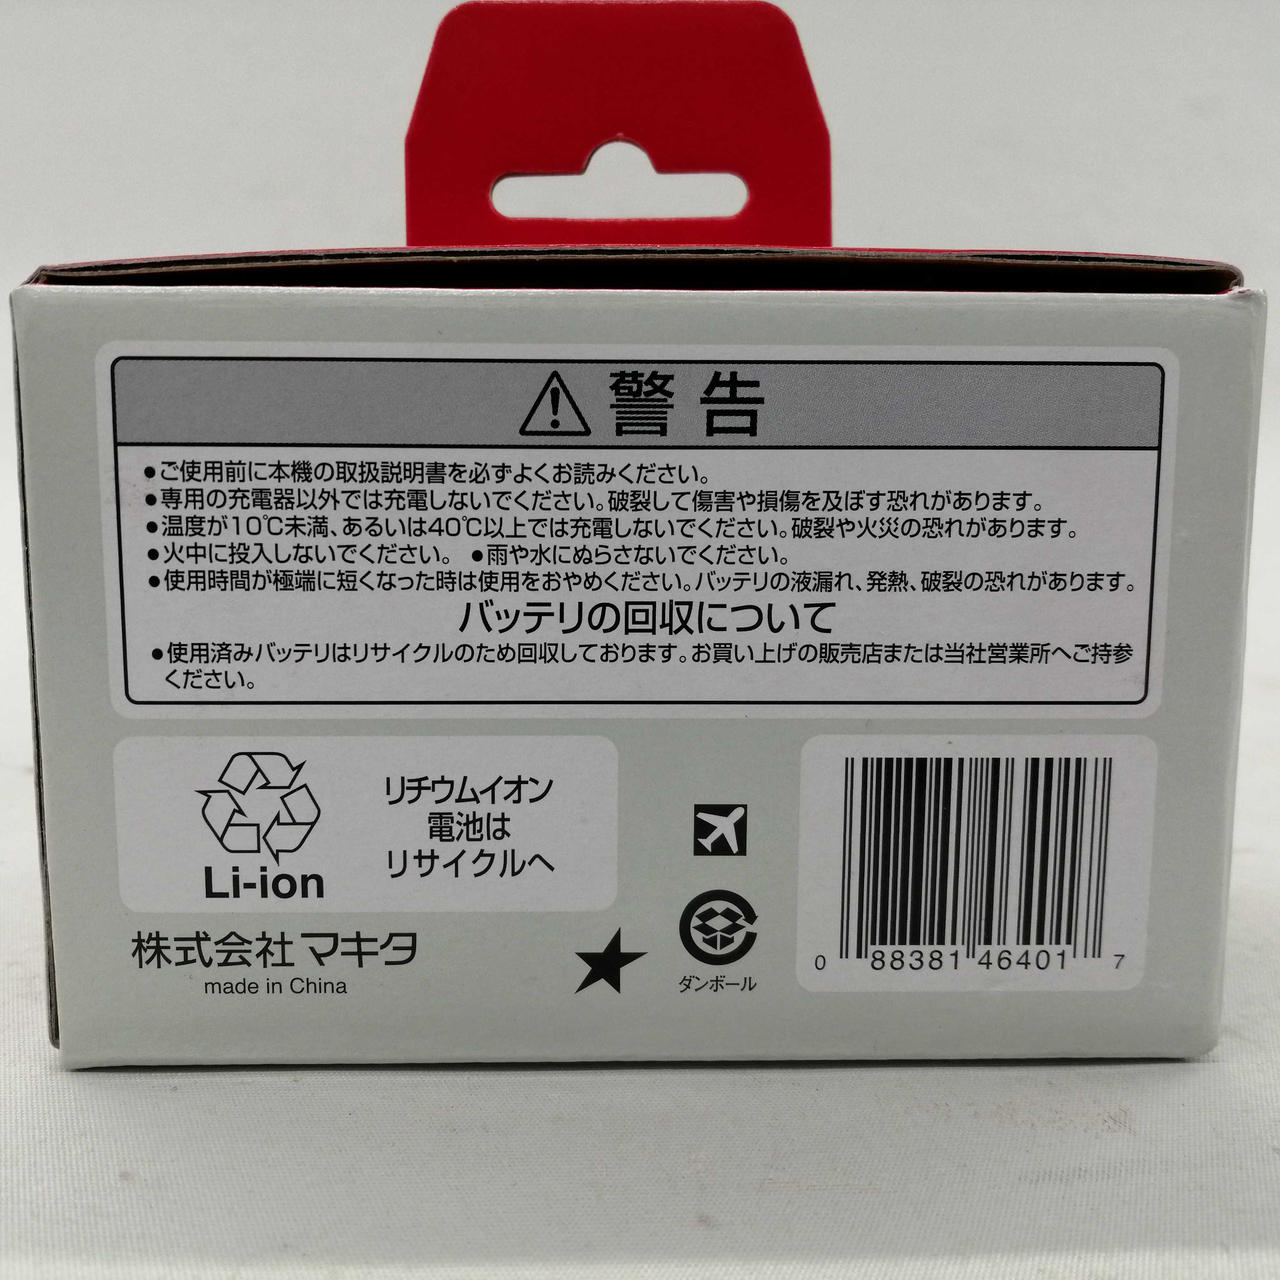 警告
●ご使用前に本機の取扱説明書を必ずよくお読みください。
●専用の充電器以外では充電しないでください。破裂して傷害や損傷を及ぼす恐れがあります。
●温度が10℃未満、あるいは40℃以上では充電しないでください。破裂や火災の恐れがあります。
●火中に投入しないでください。 ●雨や水にぬらさないでください。
●使用時間が極端に短くなった時は使用をおやめください。バッテリの液漏れ、発熱、破裂の恐れがあります。
バッテリの回収について
●使用済みバッテリはリサイクルのため回収しております。お買い上げの販売店または当社営業所へご持参
ください。
リチウムイオン
電池は
リサイクルへ
Li-ion
株式会社マキタ
made in China
ダンボール
0 88381 46401 7